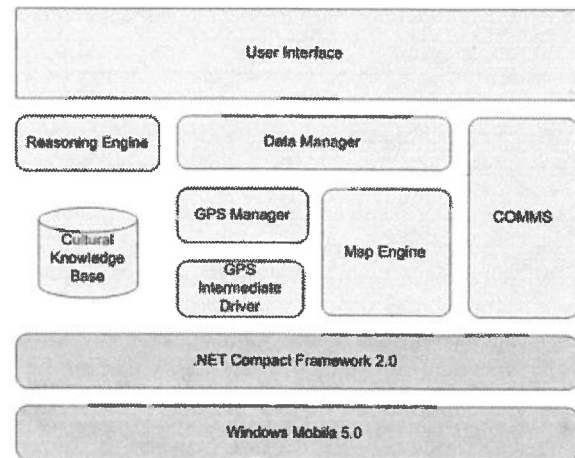 User Interface
Reasoning Engine
Data Manager
COMMS
GPS Manager
Map Engine
Cultural
Knowledge
Base
GPS
Intermediate
Driver
.NET Compact Framework 2.0
Windows Mobile 5.0